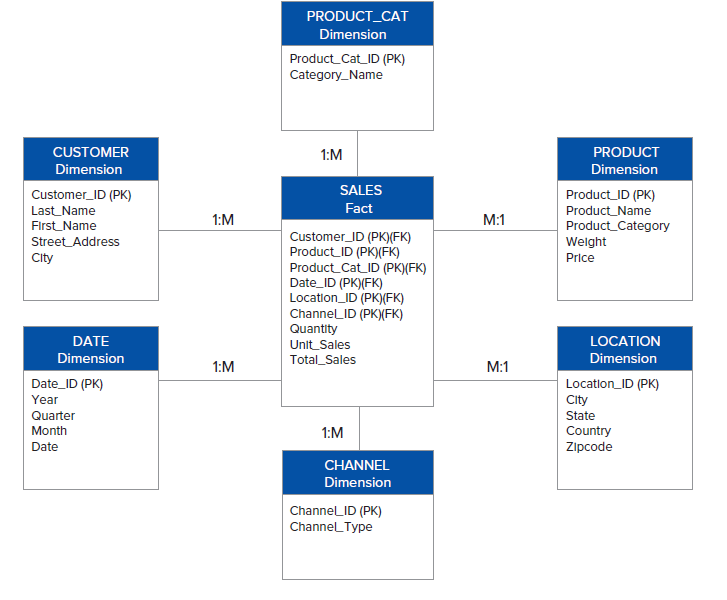 PRODUCT_CAT
Dimension
Product_Cat_ID (PK)
Category_Name
1:M
CUSTOMER
Dimension
Customer_ID (PK)
Last_Name
First_Name
Street_Address
City
1:M
SALES
Fact
Customer_ID (PK)(FK)
Product_ID (PK)(FK)
Product_Cat_ID (PK)(FK)
Date_ID (PK)(FK)
Location_ID (PK)(FK)
Channel_ID (PK)(FK)
Quantity
Unit_Sales
Total_Sales
M:1
PRODUCT
Dimension
Product_ID (PK)
Product_Name
Product_Category
Weight
Price
DATE
Dimension
Date_ID (PK)
Year
Quarter
Month
Date
1:M
M:1
LOCATION
Dimension
Location_ID (PK)
City
State
Country
Zipcode
1:M
CHANNEL
Dimension
Channel_ID (PK)
Channel_Type